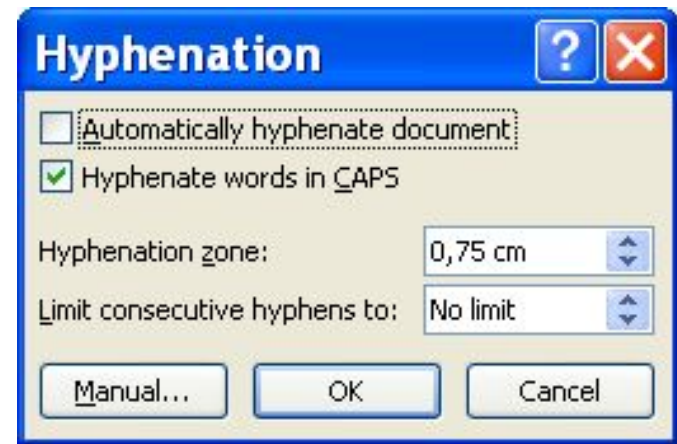 Hyphenation
Automatically hyphenate document
Hyphenate words in CAPS
Hyphenation zone: 0,75 cm
Limit consecutive hyphens to: No limit
Manual... OK Cancel